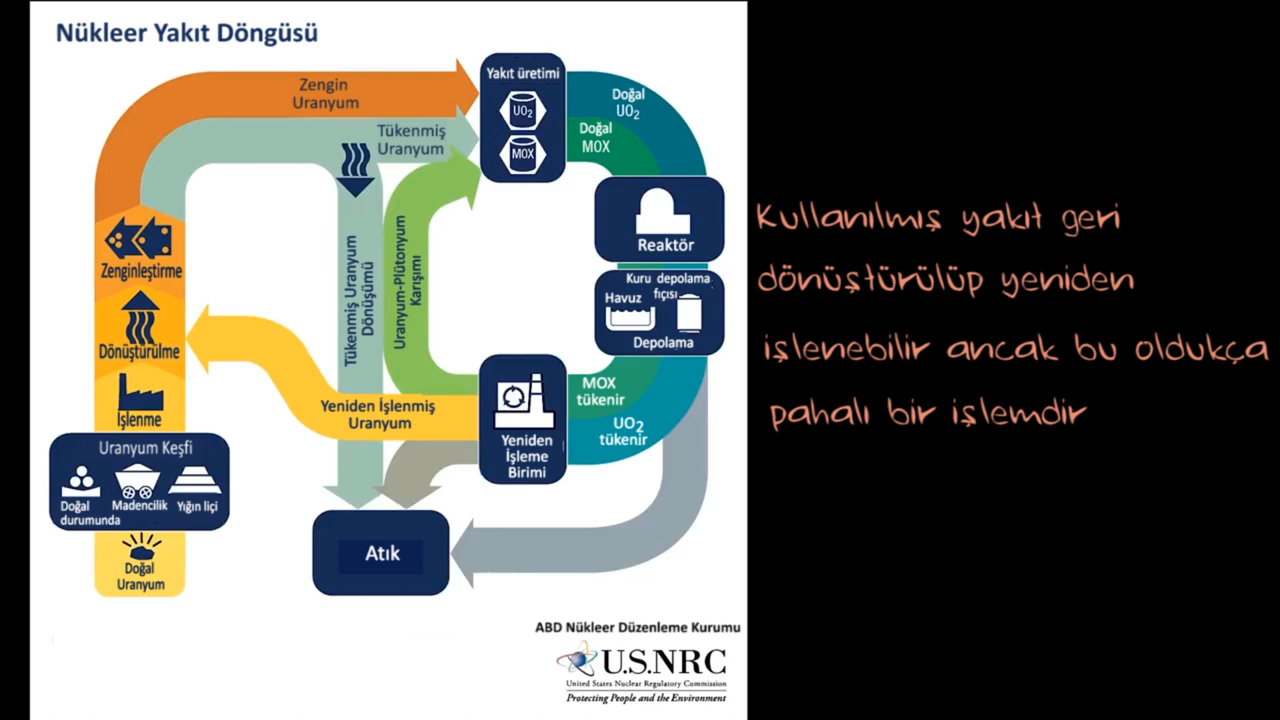 Nükleer Yakıt Döngüsü
Zengin
Uranyum
Tükenmiş
Uranyum
Yakıt üretimi
UO₂
MOX
Doğal
UO₂
Doğal
MOX
Reaktör
Kuru depolama
fıçısı
Havuz
Depolama
Zenginleştirme
Dönüştürülme
İşlenme
Tükenmiş Uranyum
Dönüşümü
Uranyum-Plütonyum
Karışımı
Yeniden İşlenmiş
Uranyum
Yeniden
İşleme
Birimi
MOX
tükenir
UO₂
tükenir
Uranyum Keşfi
Doğal
durumunda
Madencilik
Yığın liçi
Doğal
Uranyum
Atık
ABD Nükleer Düzenleme Kurumu
U.S.NRC
United States Nuclear Regulatory Commission
Protecting People and the Environment
Kullanılmış yakıt geri
dönüştürülüp yeniden
işlenebilir ancak bu oldukça
pahalı bir işlemdir